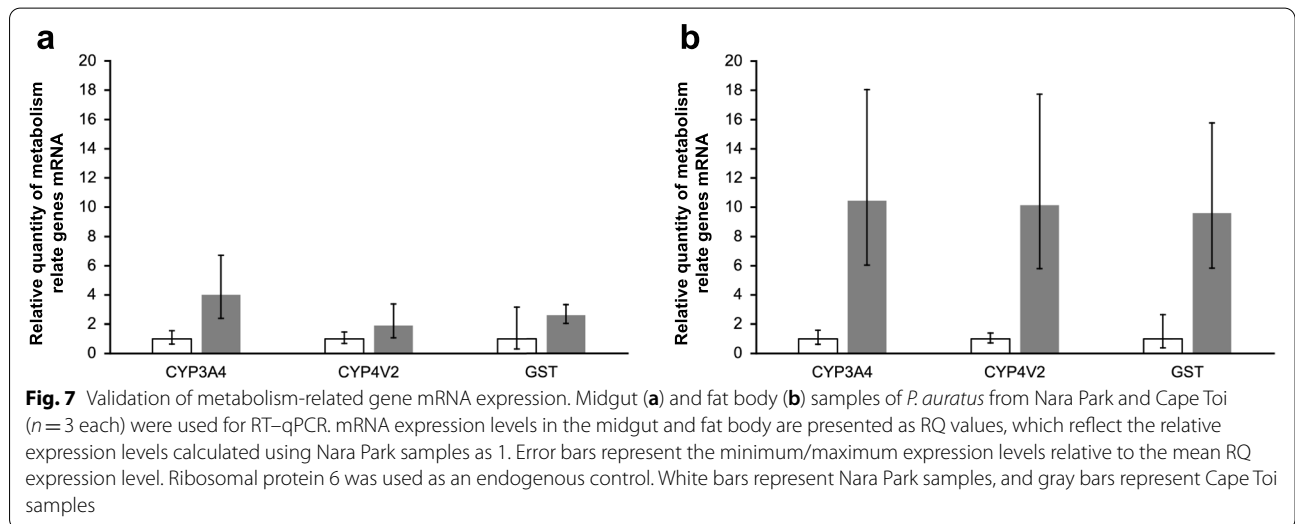 a
b
Relative quantity of metabolism
relate genes mRNA
20
18
16
14
12
10
8
6
4
2
0
CYP3A4 CYP4V2 GST
Relative quantity of metabolism
relate genes mRNA
20
18
16
14
12
10
8
6
4
2
0
CYP3A4 CYP4V2 GST
Fig. 7 Validation of metabolism-related gene mRNA expression. Midgut (a) and fat body (b) samples of P. auratus from Nara Park and Cape Toi
(n = 3 each) were used for RT–qPCR. mRNA expression levels in the midgut and fat body are presented as RQ values, which reflect the relative
expression levels calculated using Nara Park samples as 1. Error bars represent the minimum/maximum expression levels relative to the mean RQ
expression level. Ribosomal protein 6 was used as an endogenous control. White bars represent Nara Park samples, and gray bars represent Cape Toi
samples